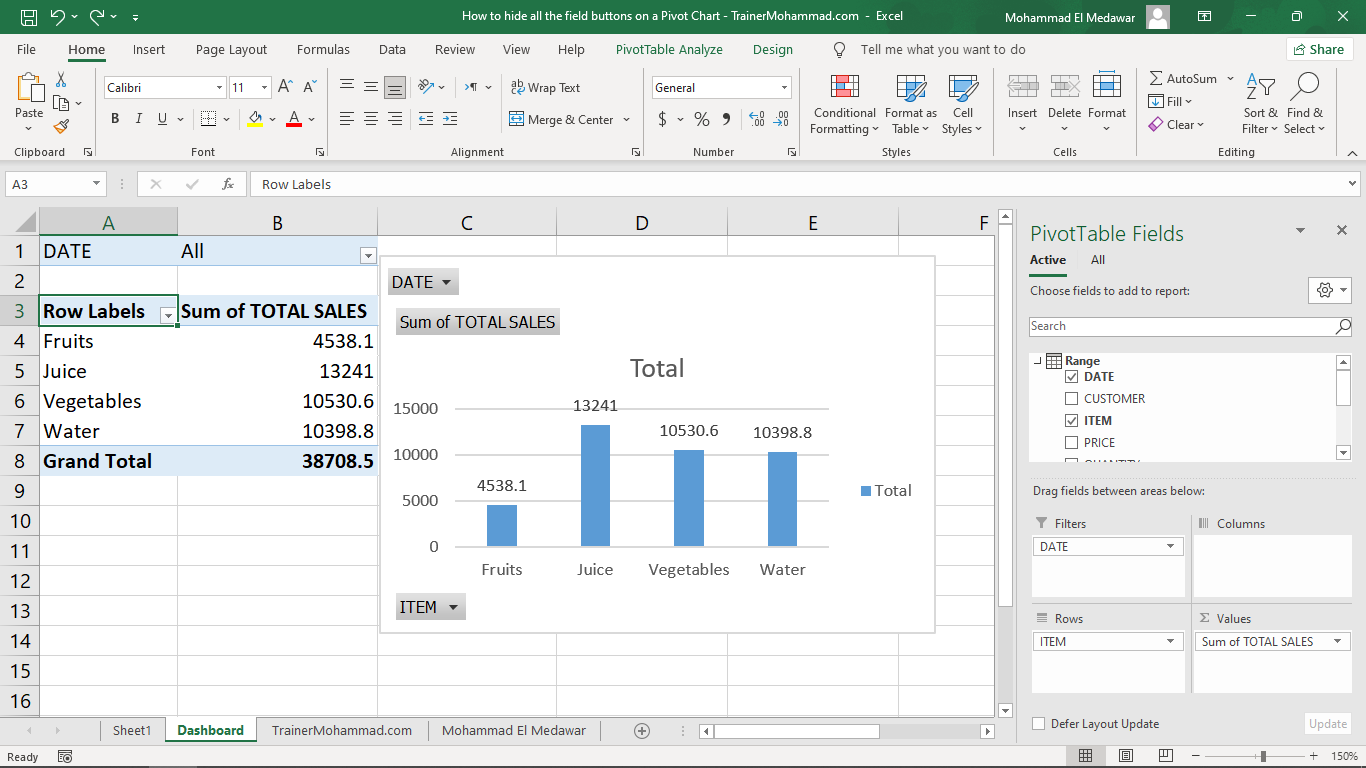 How to hide all the field buttons on a Pivot Chart - TrainerMohammad.com - Excel
Mohammad El Medawar
File Home Insert Page Layout Formulas Data Review View Help PivotTable Analyze Design Tell me what you want to do Share
Paste
Clipboard
Calibri 11 A A
B I U A
Font
ab Wrap Text
Merge & Center
Alignment
General
$ % 9 .00 .00
Number
Conditional Formatting
Format as Table
Cell Styles
Styles
Insert Delete Format
Cells
AutoSum
Fill
Clear
Sort & Filter
Find & Select
Editing
A3 fx Row Labels
A B C D E F
1 DATE All
2
3 Row Labels Sum of TOTAL SALES
4 Fruits 4538.1
5 Juice 13241
6 Vegetables 10530.6
7 Water 10398.8
8 Grand Total 38708.5
9
10
11
12
13
14
15
16
DATE
Sum of TOTAL SALES
Total
15000
10000
5000
0
4538.1 13241 10530.6 10398.8
Fruits Juice Vegetables Water
Total
ITEM
PivotTable Fields
Active All
Choose fields to add to report:
Search
Range
DATE
CUSTOMER
ITEM
PRICE
Drag fields between areas below:
Filters
DATE
Columns
Rows
ITEM
Σ Values
Sum of TOTAL SALES
Defer Layout Update Update
Sheet1 Dashboard TrainerMohammad.com Mohammad El Medawar
Ready
150%